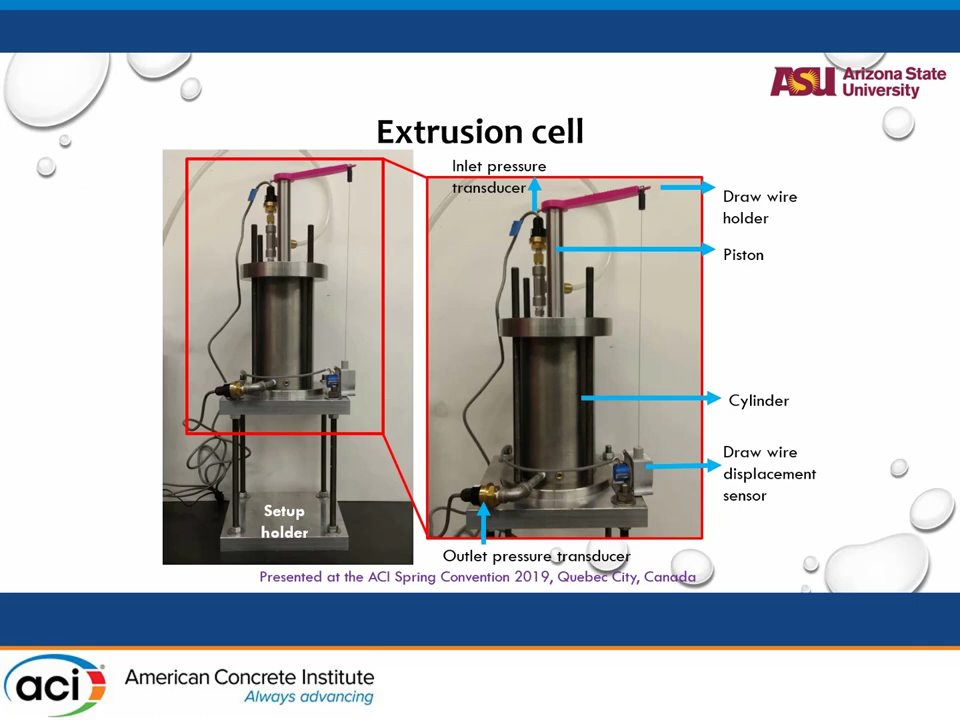 ASU Arizona State
University
Extrusion cell
Inlet pressure
transducer
Draw wire
holder
Piston
Cylinder
Draw wire
displacement
sensor
Setup
holder
Outlet pressure transducer
Presented at the ACI Spring Convention 2019, Quebec City, Canada
aci American Concrete Institute
Always advancing